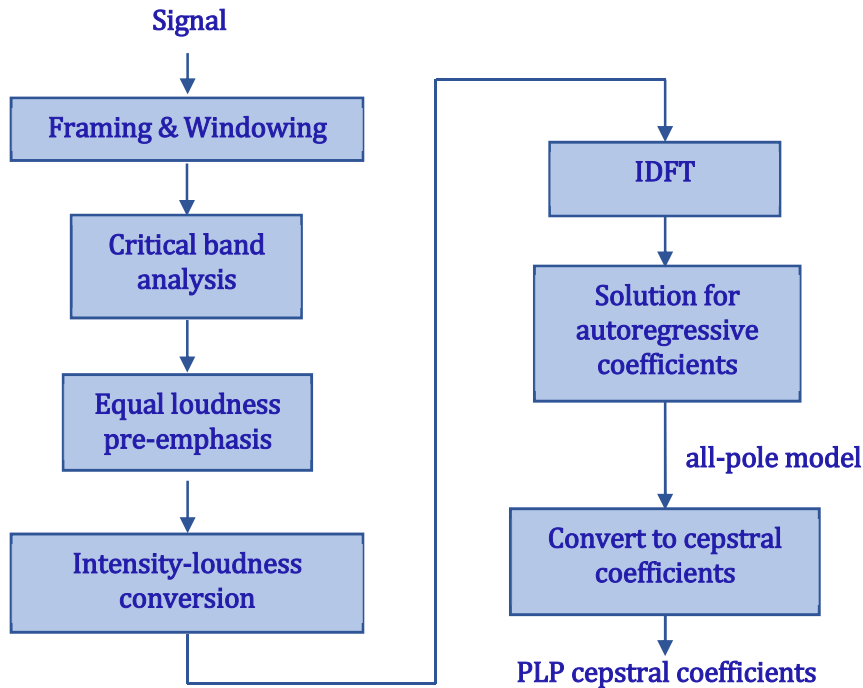 Signal
Framing & Windowing
Critical band
analysis
Equal loudness
pre-emphasis
Intensity-loudness
conversion
IDFT
Solution for
autoregressive
coefficients
all-pole model
Convert to cepstral
coefficients
PLP cepstral coefficients